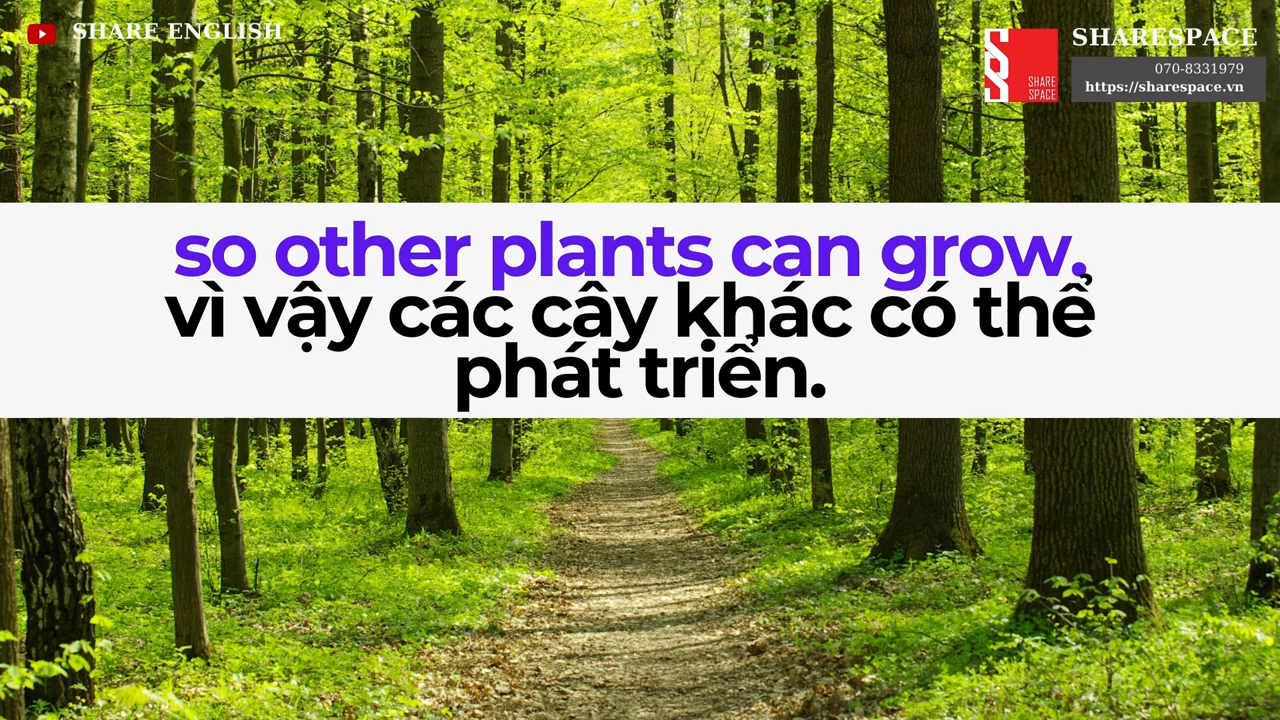 SHARE ENGLISH
SHARESPACE
070-8331979
https://sharespace.vn
SHARE
SPACE
so other plants can grow.
vì vậy các cây khác có thể
phát triển.